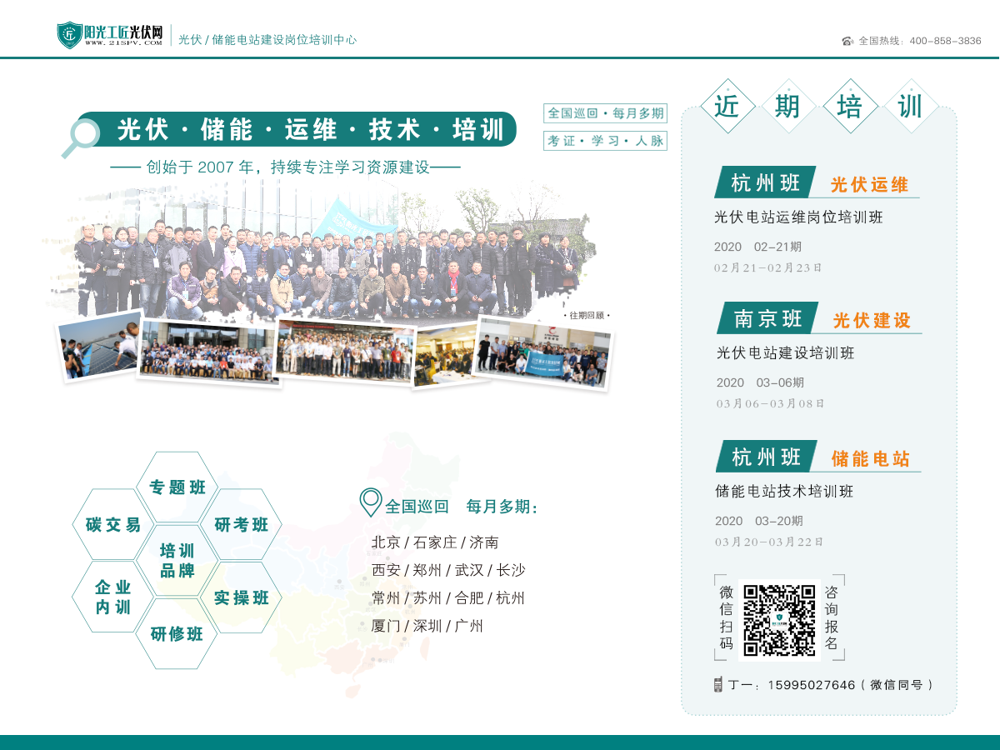 阳光工匠光伏网
WWW.21SPV.COM
光伏 / 储能电站建设岗位培训中心
全国热线：400-858-3836
光伏·储能·运维·技术·培训
全国巡回·每月多期
考证·学习·人脉
创始于 2007 年，持续专注学习资源建设
·往期回顾·
专题班
碳交易
研考班
培训
品牌
企业
内训
实操班
研修班
全国巡回 每月多期：
北京 / 石家庄 / 济南
西安 / 郑州 / 武汉 / 长沙
常州 / 苏州 / 合肥 / 杭州
厦门 / 深圳 / 广州
近期培训
杭州班 光伏运维
光伏电站运维岗位培训班
2020 02-21期
02月21-02月23日
南京班 光伏建设
光伏电站建设培训班
2020 03-06期
03月06-03月08日
杭州班 储能电站
储能电站技术培训班
2020 03-20期
03月20-03月22日
微信扫码
咨询报名
丁一：15995027646（微信同号）